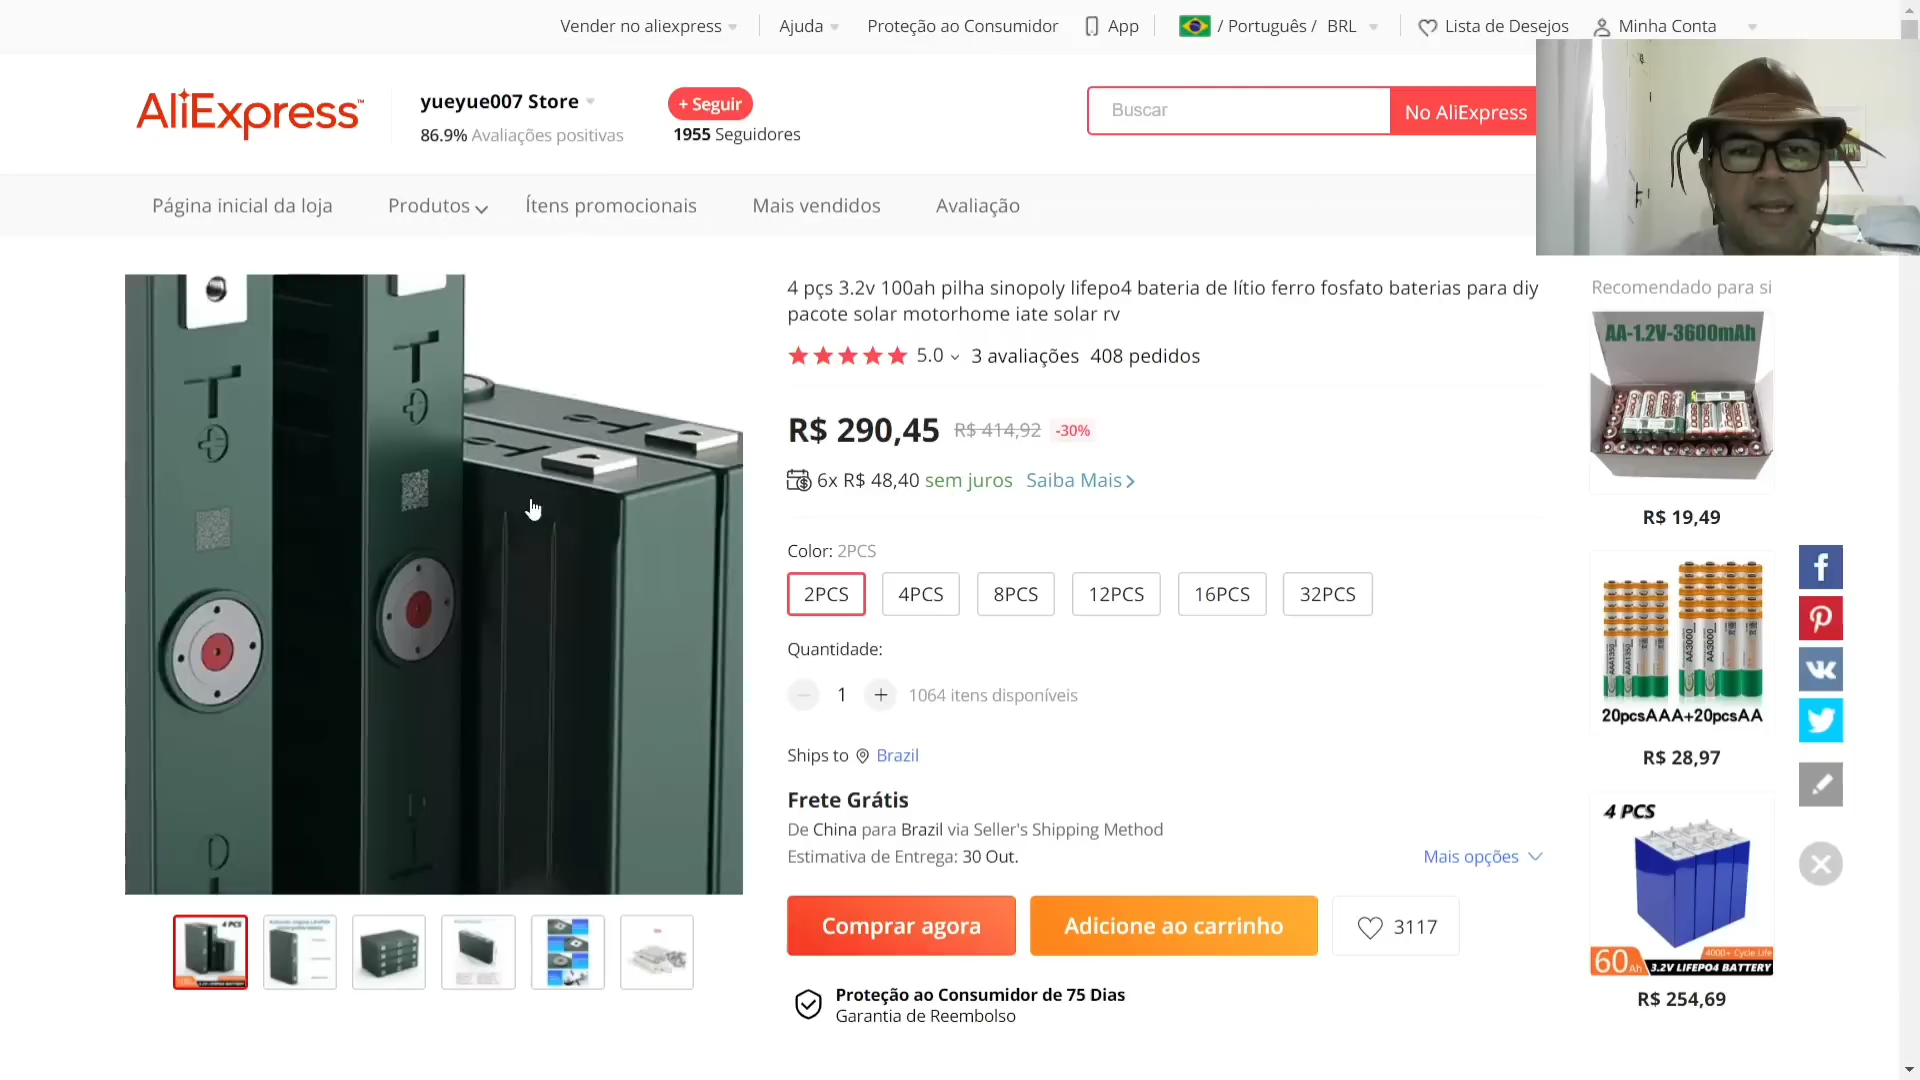 Vender no aliexpress
Ajuda
Proteção ao Consumidor
App
/ Português / BRL
Lista de Desejos
Minha Conta
AliExpress™
yueyue007 Store
86.9% Avaliações positivas
+ Seguir
1955 Seguidores
Buscar
No AliExpress
Página inicial da loja
Produtos
Ítens promocionais
Mais vendidos
Avaliação
4 pçs 3.2v 100ah pilha sinopoly lifepo4 bateria de lítio ferro fosfato baterias para diy
pacote solar motorhome iate solar rv
5.0
3 avaliações
408 pedidos
R$ 290,45
R$ 414,92
-30%
6x R$ 48,40 sem juros
Saiba Mais
Color: 2PCS
2PCS
4PCS
8PCS
12PCS
16PCS
32PCS
Quantidade:
1
1064 itens disponíveis
Ships to Brazil
Frete Grátis
De China para Brazil via Seller's Shipping Method
Estimativa de Entrega: 30 Out.
Mais opções
Comprar agora
Adicione ao carrinho
3117
Proteção ao Consumidor de 75 Dias
Garantia de Reembolso
4 PCS
Recomendado para si
AA-1.2V-3600mAh
R$ 19,49
AA3000
AA3000
20pcsAAA+20pcsAA
R$ 28,97
4 PCS
4000+ Cycle Life
60Ah 3.2V LIFEPO4 BATTERY
R$ 254,69